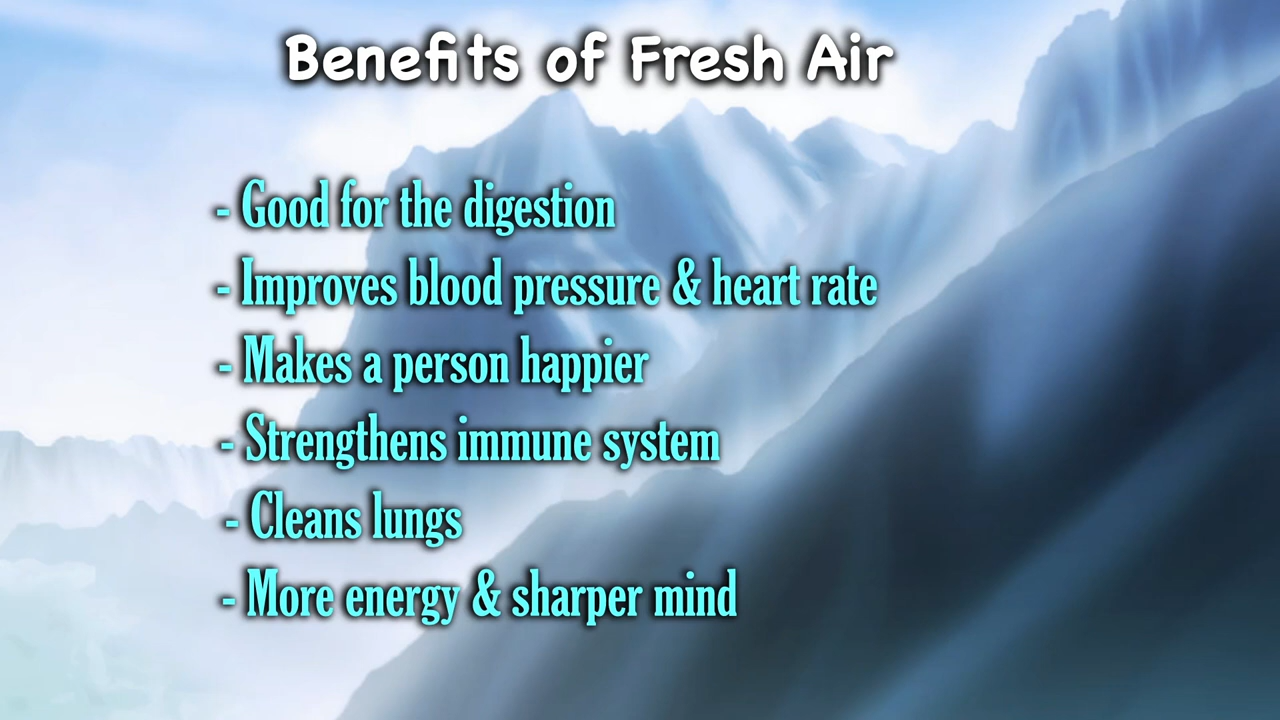 Benefits of Fresh Air
- Good for the digestion
- Improves blood pressure & heart rate
- Makes a person happier
- Strengthens immune system
- Cleans lungs
- More energy & sharper mind